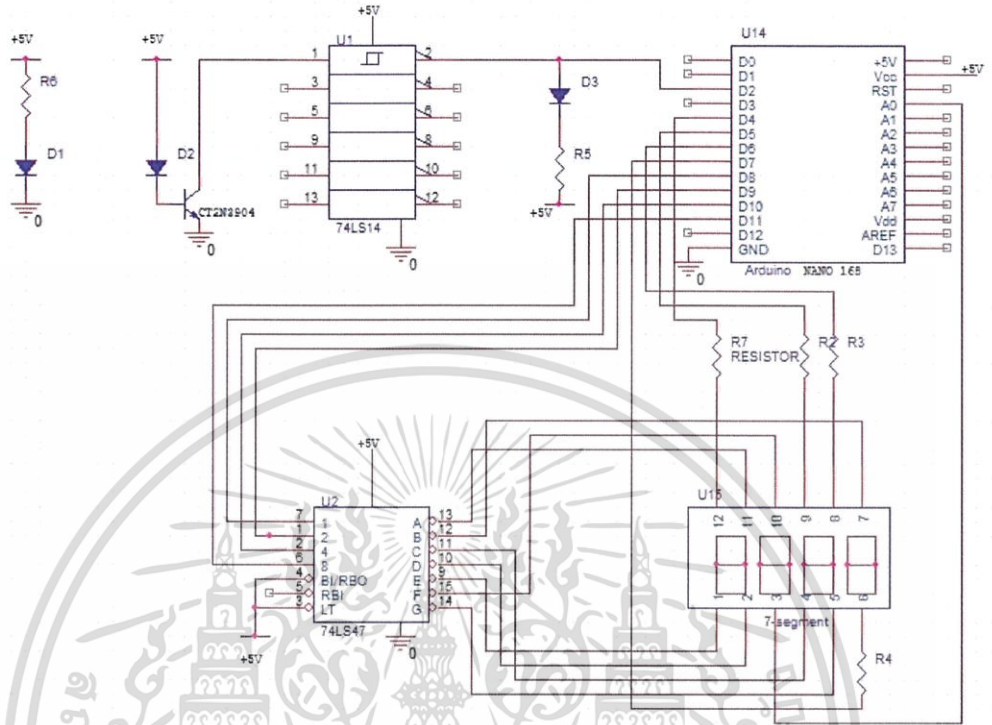 +5V
R6
D1
0
+5V
D2
CT2N3904
0
+5V
U1
1 2
3 4
5 6
9 8
11 10
13 12
74LS14
0
D3
R5
+5V
U14
D0 +5V
D1 Vcc
D2 RST
D3 A0
D4 A1
D5 A2
D6 A3
D7 A4
D8 A5
D9 A6
D10 A7
D11 Vdd
D12 AREF
GND D13
+5V
0
Arduino NANO 168
R7
RESISTOR
R2
R3
+5V
U2
7 1 A 13
1 2 B 12
2 4 C 11
6 8 D 10
4 BI/RBO E 9
5 RBI F 15
3 LT G 14
74LS47
+5V
0
U15
12 11 10 9 8 7
1 2 3 4 5 6
7-segment
R4